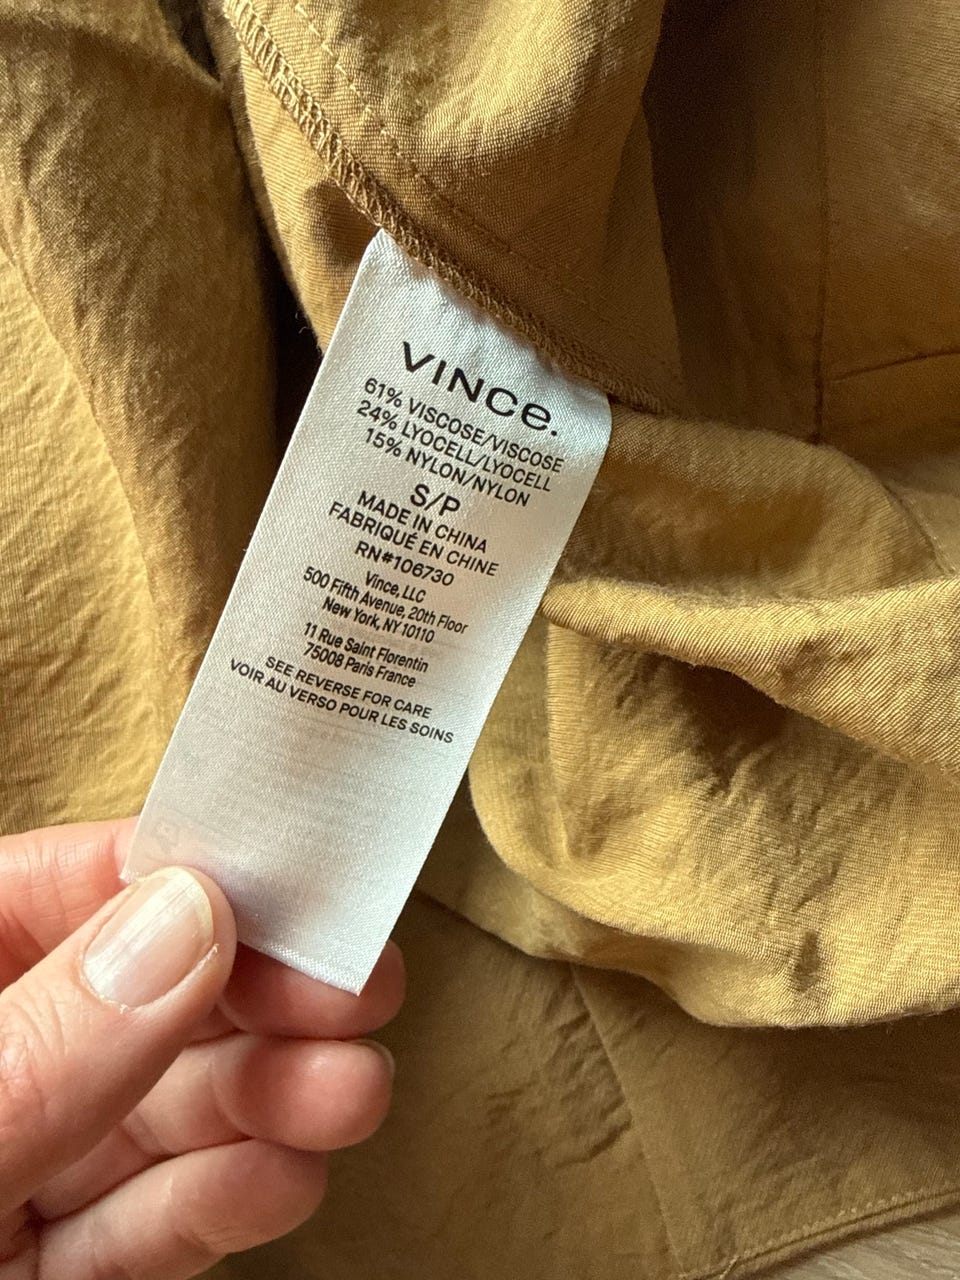 VINCE.
61% VISCOSE/VISCOSE
24% LYOCELL/LYOCELL
15% NYLON/NYLON
S/P
MADE IN CHINA
FABRIQUÉ EN CHINE
RN#106730
Vince, LLC
500 Fifth Avenue, 20th Floor
New York, NY 10110
11 Rue Saint Florentin
75008 Paris France
SEE REVERSE FOR CARE
VOIR AU VERSO POUR LES SOINS